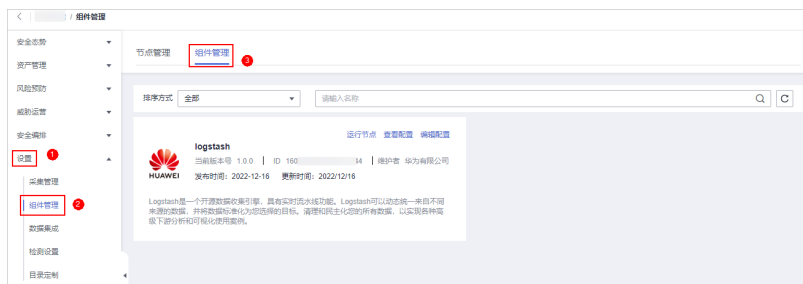 / 组件管理
安全态势
资产管理
风险预防
威胁运营
安全编排
设置 1
采集管理
组件管理 2
数据集成
检测设置
目录定制
节点管理 组件管理 3
排序方式 全部 请输入名称
运行节点 查看配置 编辑配置
logstash
当前版本号 1.0.0 | ID 160 34 | 维护者 华为有限公司
HUAWEI 发布时间：2022-12-16 更新时间：2022/12/16
Logstash是一个开源数据收集引擎，具有实时流水线功能。Logstash可以动态统一来自不同
来源的数据，并将数据标准化为您选择的目标。清理和民主化您的所有数据，以实现各种高
级下游分析和可视化使用案例。